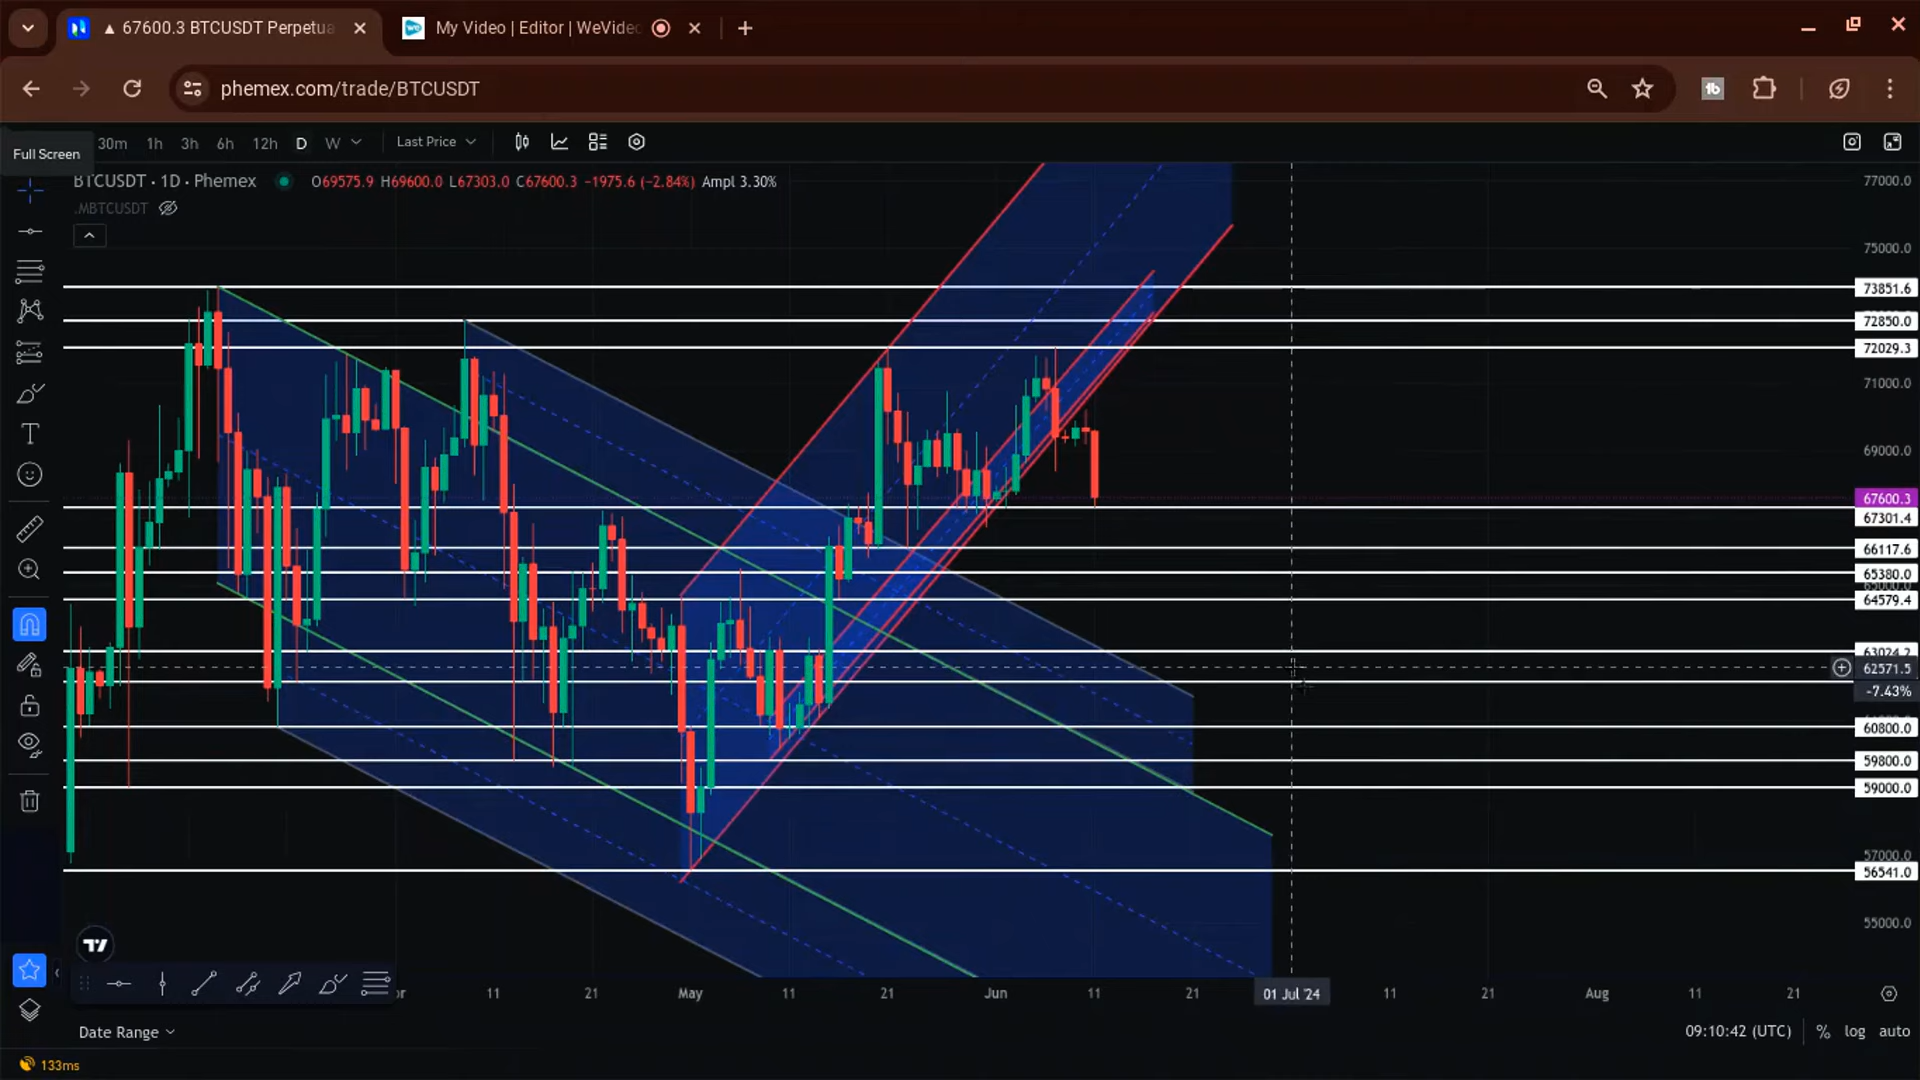 ▲ 67600.3 BTCUSDT Perpetua
My Video | Editor | WeVide
phemex.com/trade/BTCUSDT
Full Screen
30m 1h 3h 6h 12h D W
Last Price
BTCUSDT · 1D · Phemex O69575.9 H69600.0 L67303.0 C67600.3 −1975.6 (−2.84%) Ampl 3.30%
.MBTCUSDT
77000.0
75000.0
73851.6
72850.0
72029.3
71000.0
69000.0
67600.3
67301.4
66117.6
65380.0
64579.4
63024.2
62571.5
-7.43%
60800.0
59800.0
59000.0
57000.0
56541.0
55000.0
11 21 May 11 21 Jun 11 21 01 Jul '24 11 21 Aug 11 21
Date Range
09:10:42 (UTC) % log auto
133ms